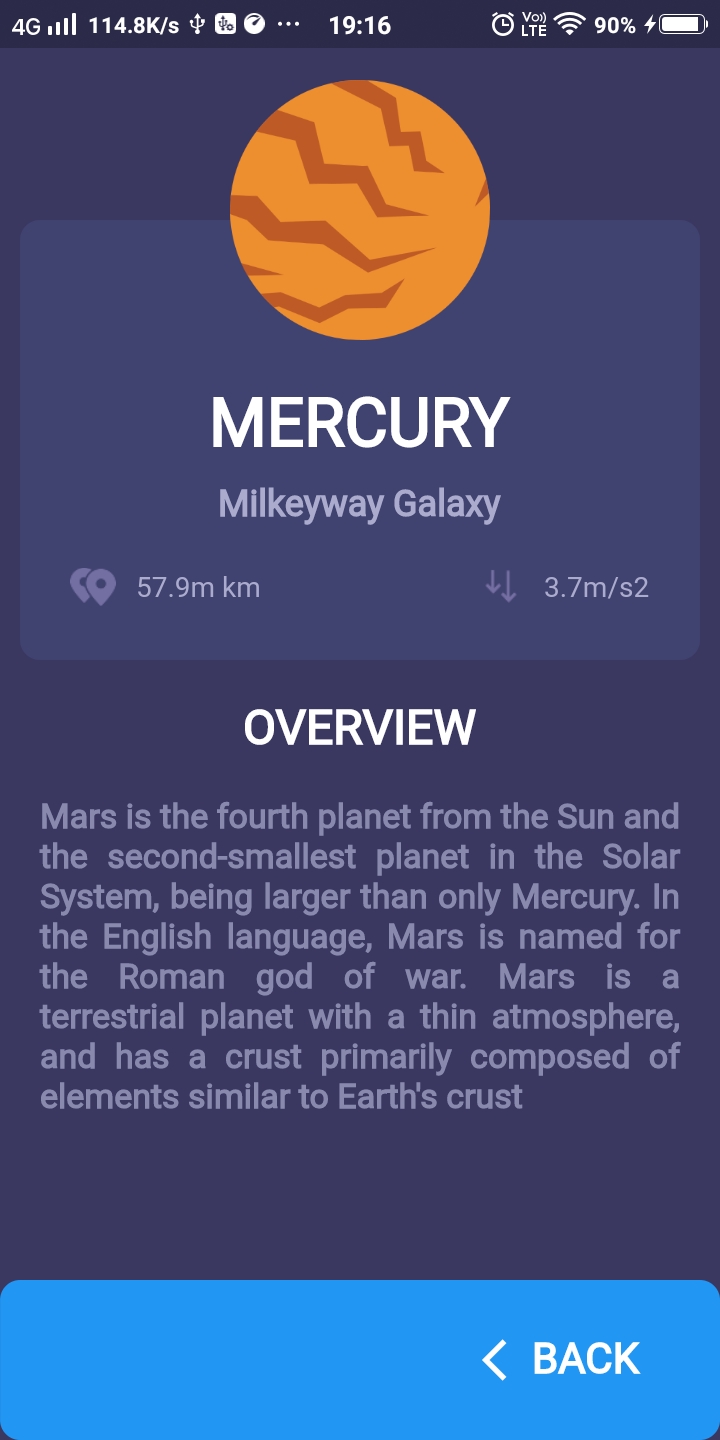 4G 114.8K/s ... 19:16 Vo)) LTE 90%
MERCURY
Milkeyway Galaxy
57.9m km 3.7m/s2
OVERVIEW
Mars is the fourth planet from the Sun and
the second-smallest planet in the Solar
System, being larger than only Mercury. In
the English language, Mars is named for
the Roman god of war. Mars is a
terrestrial planet with a thin atmosphere,
and has a crust primarily composed of
elements similar to Earth's crust
BACK